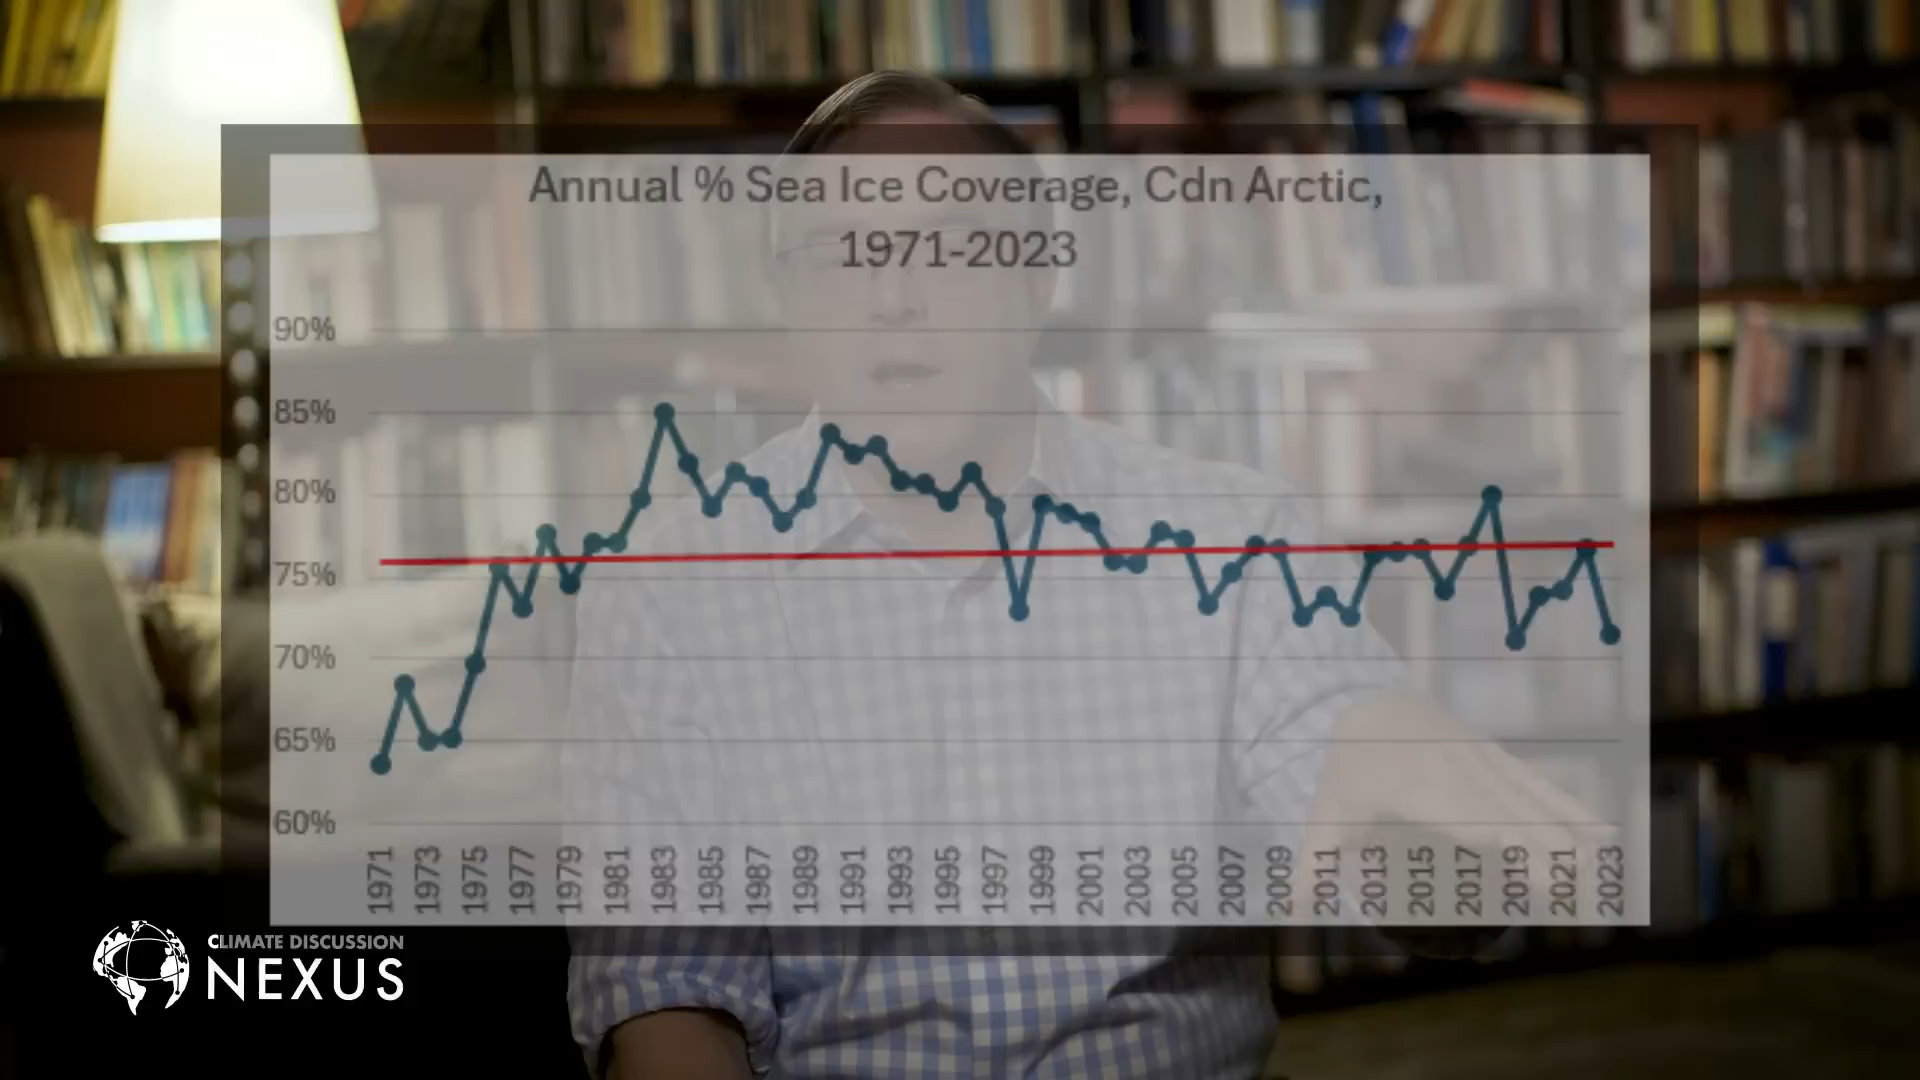 Annual % Sea Ice Coverage, Cdn Arctic,
1971-2023
90%
85%
80%
75%
70%
65%
60%
1971 1973 1975 1977 1979 1981 1983 1985 1987 1989 1991 1993 1995 1997 1999 2001 2003 2005 2007 2009 2011 2013 2015 2017 2019 2021 2023
CLIMATE DISCUSSION
NEXUS